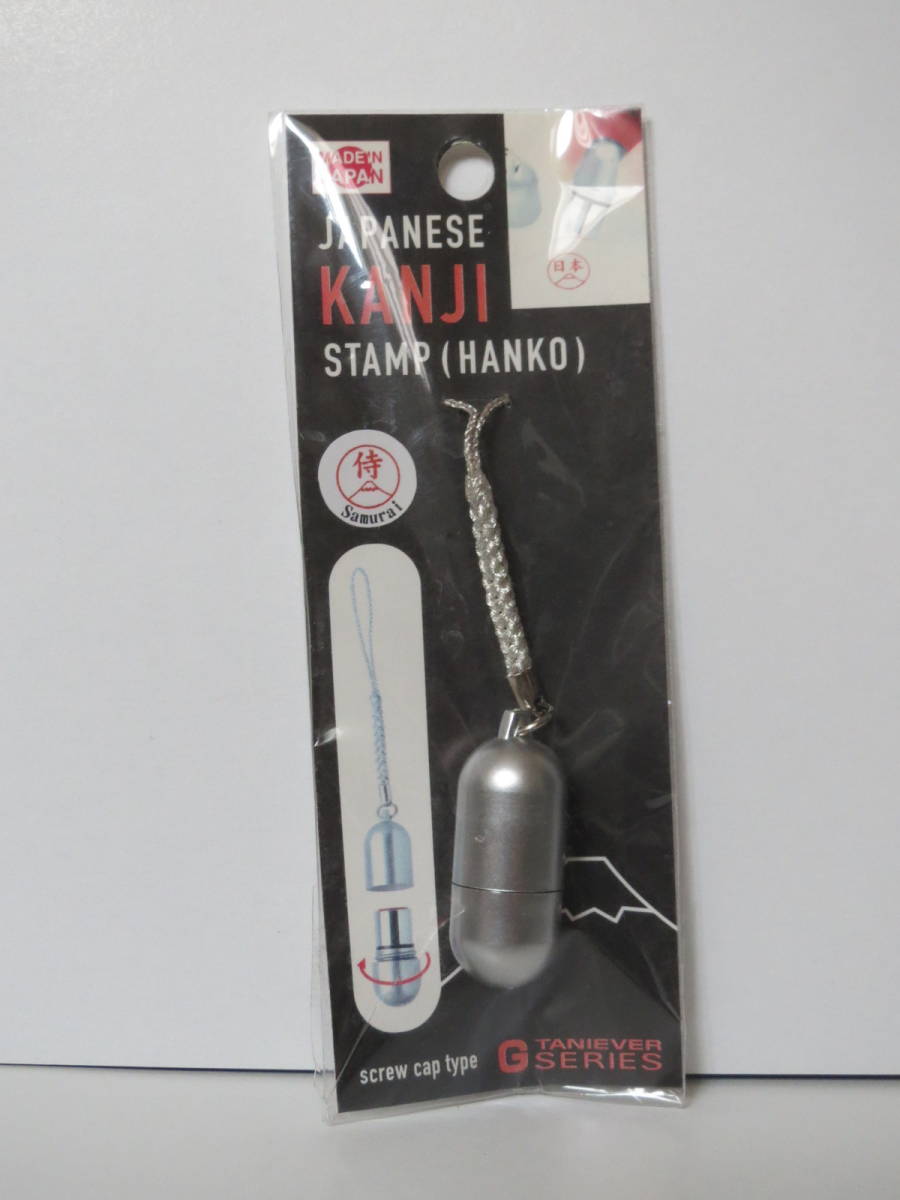 MADE IN
JAPAN
JAPANESE
KANJI
STAMP (HANKO)
日本
侍
Samurai
screw cap type
G TANIEVER
SERIES